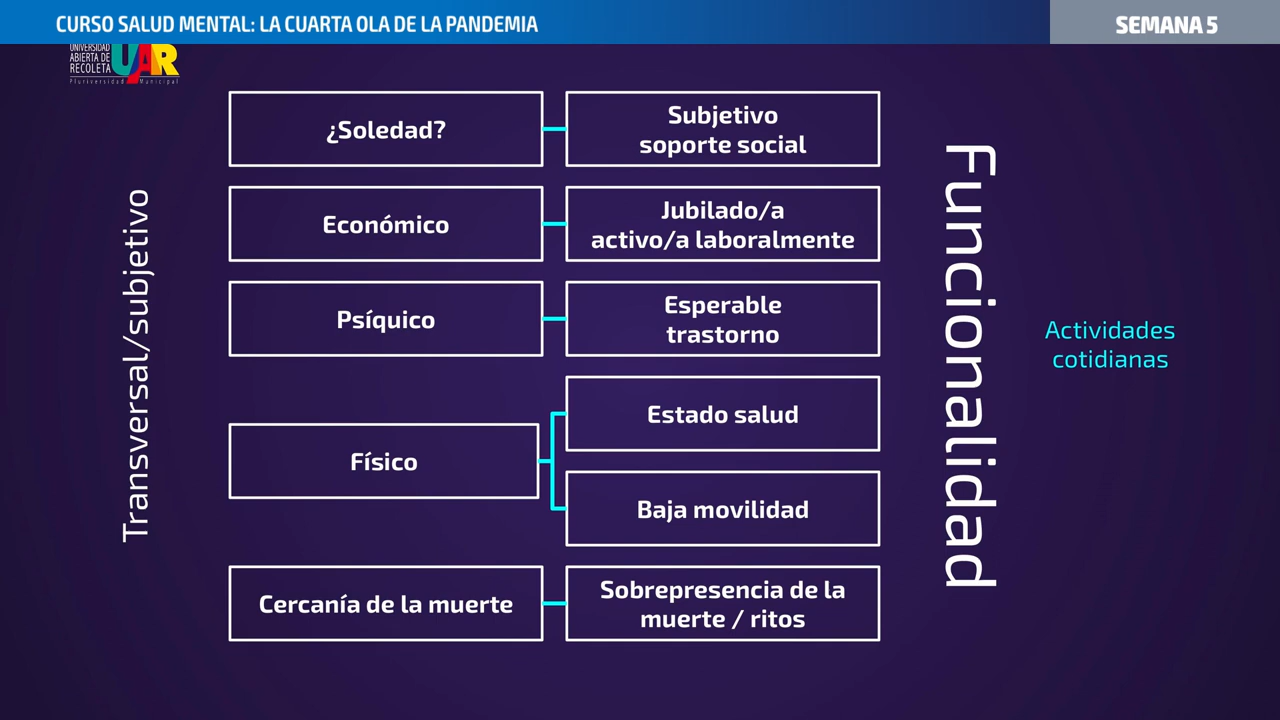 CURSO SALUD MENTAL: LA CUARTA OLA DE LA PANDEMIA
SEMANA 5
UNIVERSIDAD
ABIERTA DE
RECOLETA
UAR
Pluriversidad Municipal
Transversal/subjetivo
¿Soledad?
Subjetivo
soporte social
Económico
Jubilado/a
activo/a laboralmente
Psíquico
Esperable
trastorno
Físico
Estado salud
Baja movilidad
Cercanía de la muerte
Sobrepresencia de la
muerte / ritos
Funcionalidad
Actividades
cotidianas